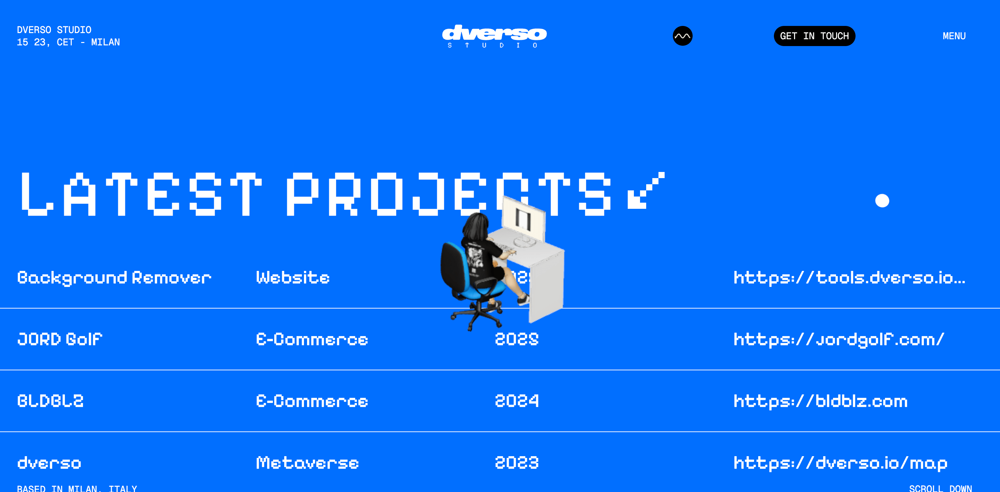 DVERSO STUDIO
15 23, CET - MILAN
dverso
STUDIO
GET IN TOUCH
MENU
LATEST PROJECTS
Background Remover Website https://tools.dverso.io...
JORD Golf E-Commerce 2025 https://jordgolf.com/
BLDBLZ E-Commerce 2024 https://bldblz.com
dverso Metaverse 2023 https://dverso.io/map
BASED IN MILAN, ITALY
SCROLL DOWN